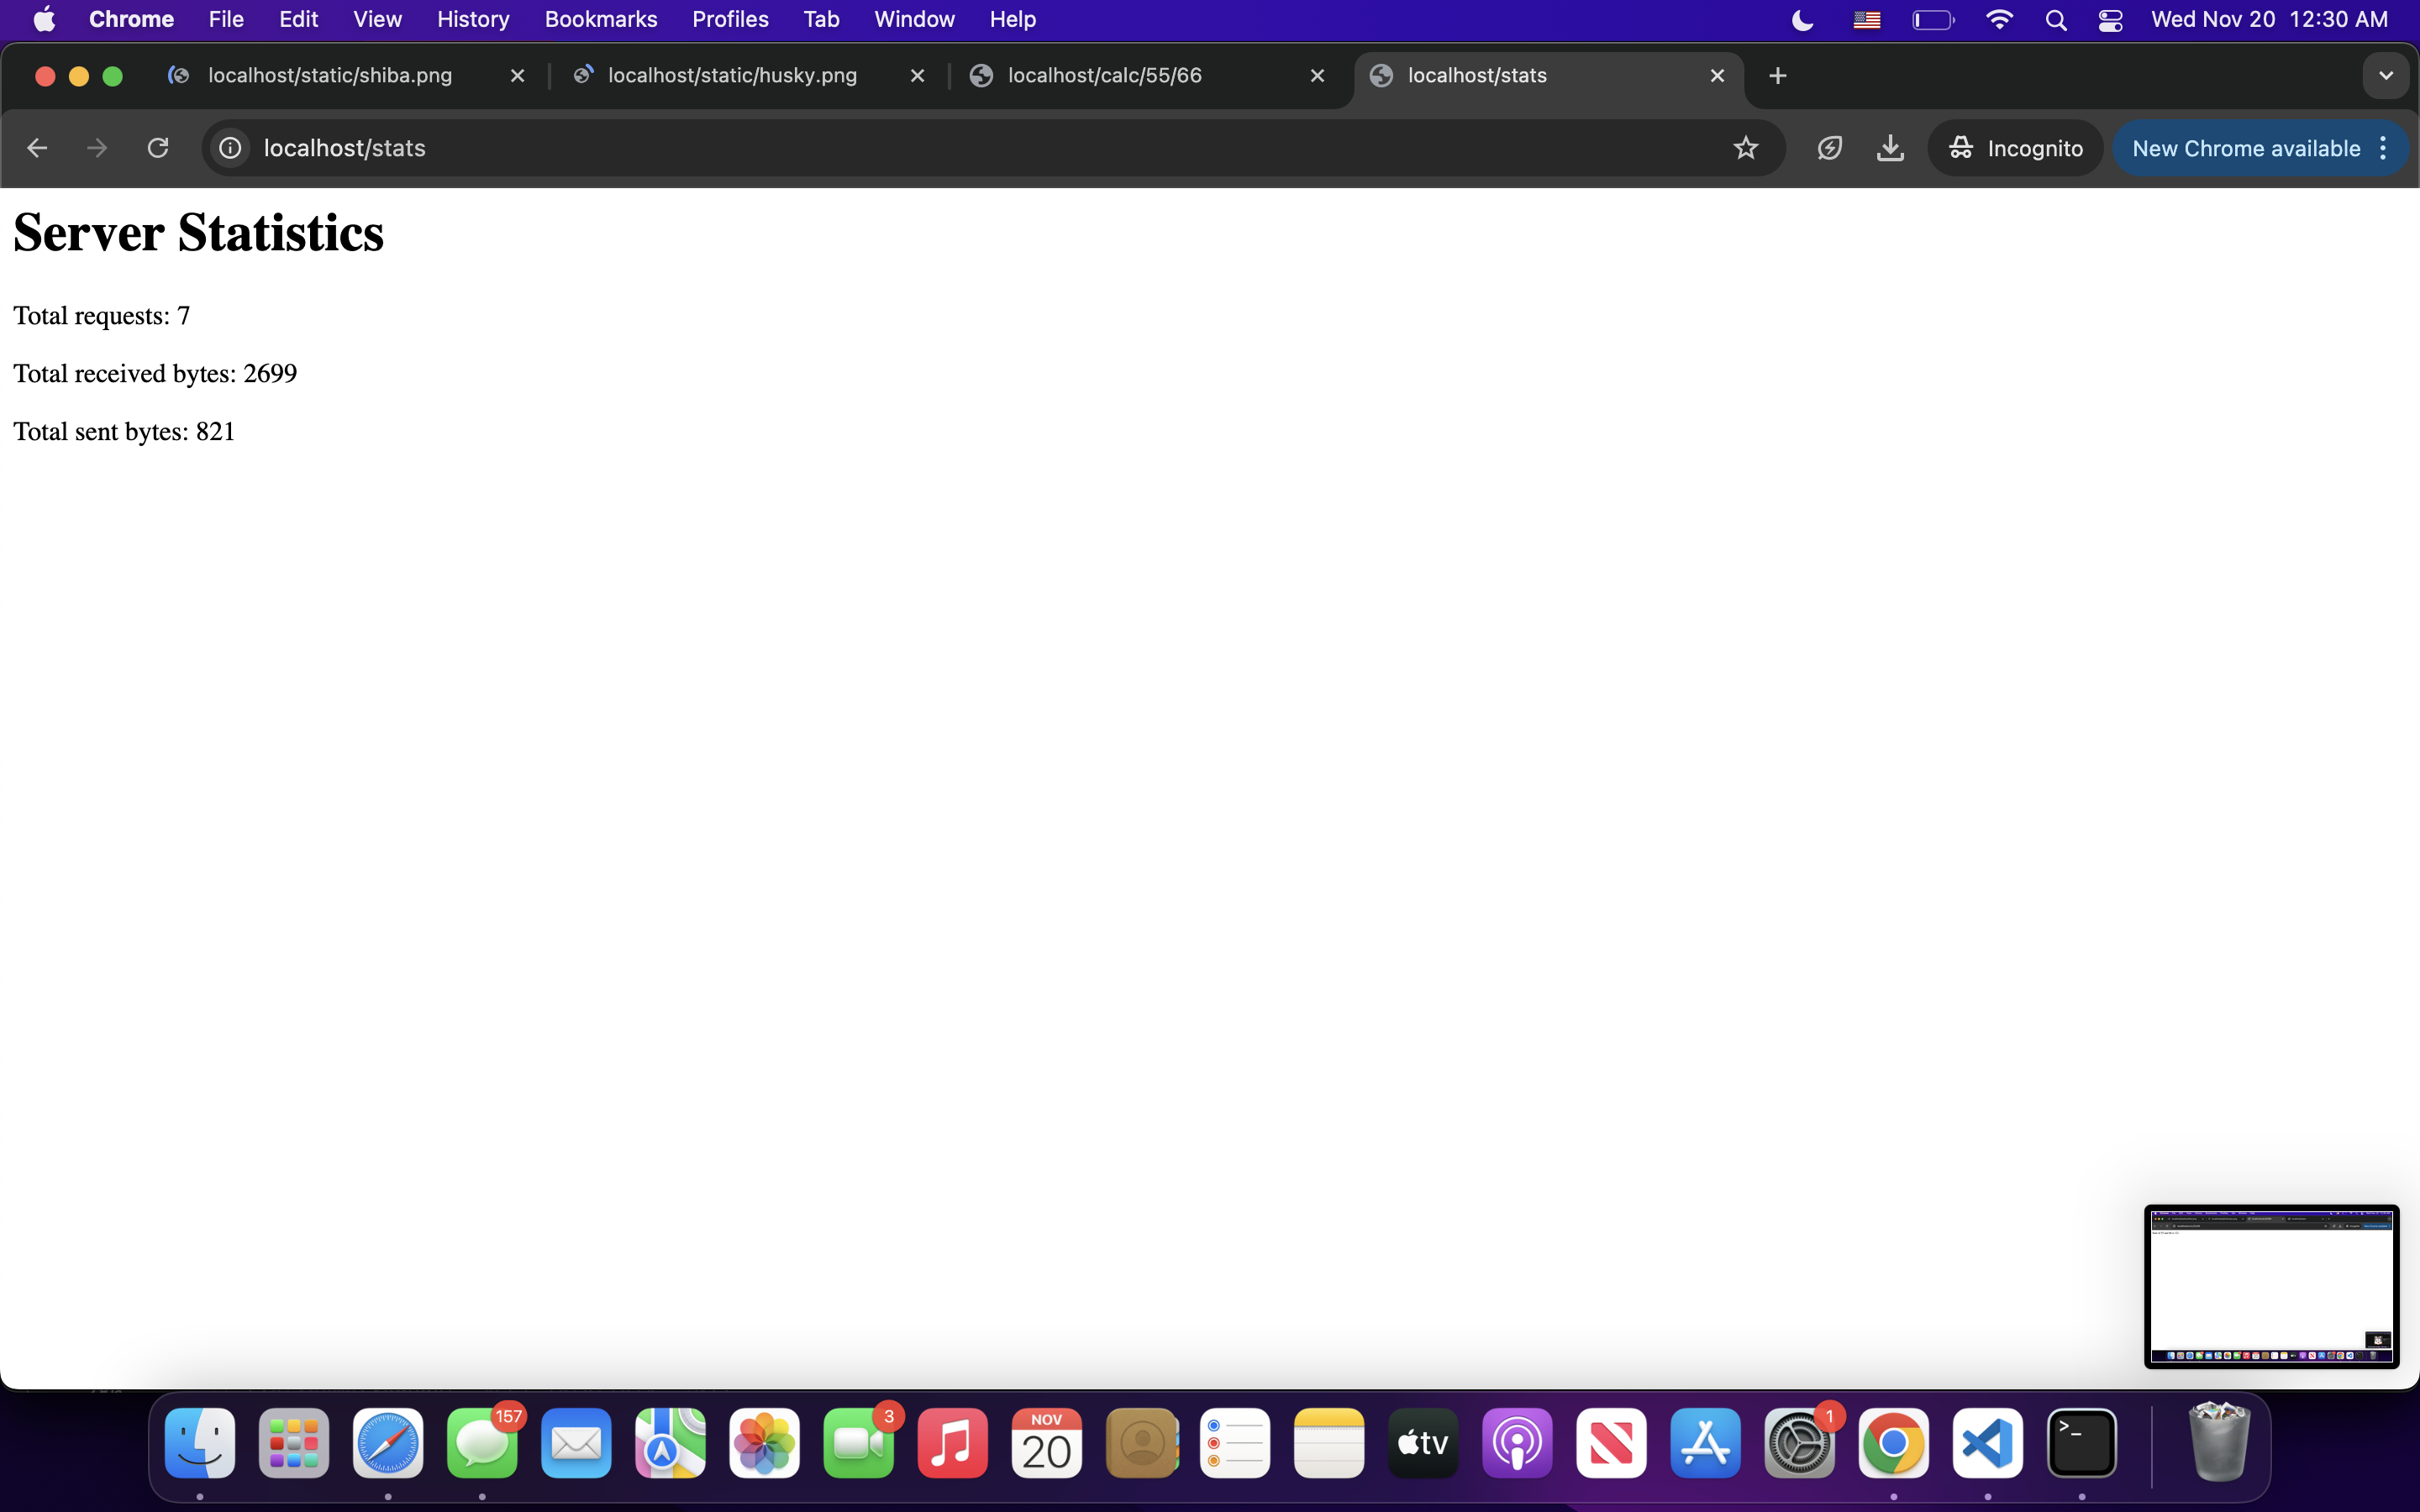 Chrome File Edit View History Bookmarks Profiles Tab Window Help Wed Nov 20 12:30 AM
localhost/static/shiba.png localhost/static/husky.png localhost/calc/55/66 localhost/stats
localhost/stats Incognito New Chrome available
Server Statistics
Total requests: 7
Total received bytes: 2699
Total sent bytes: 821
157 3 NOV 20 tv 1 >_